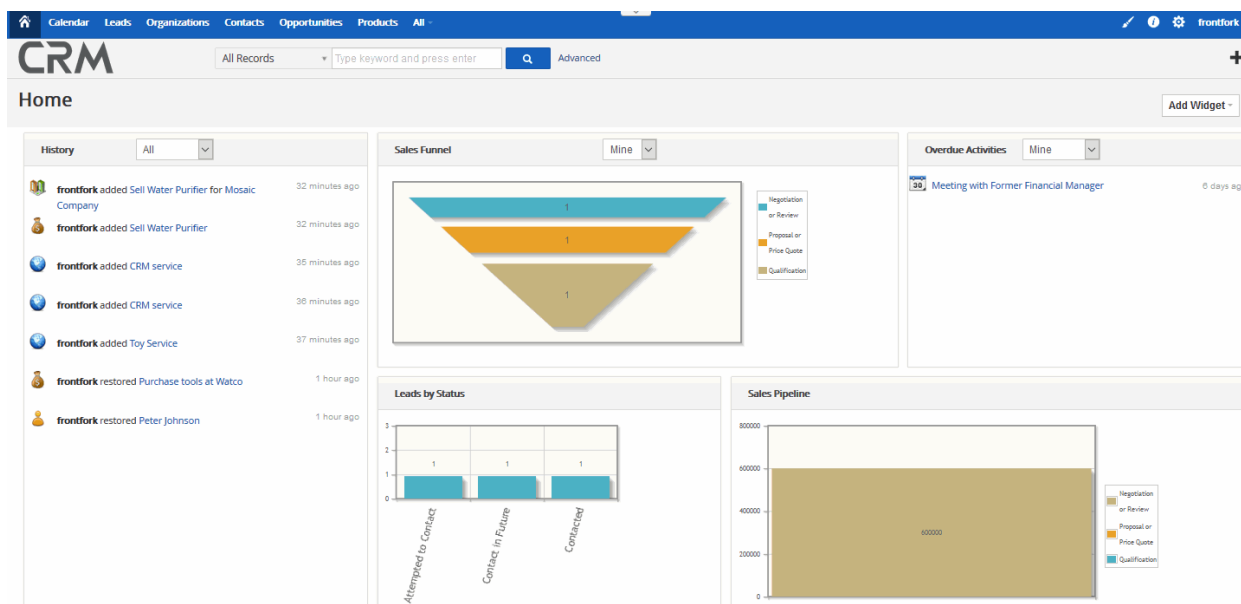 Calendar Leads Organizations Contacts Opportunities Products All
frontfork
CRM
All Records
Type keyword and press enter
Advanced
Home
Add Widget
History
All
frontfork added Sell Water Purifier for Mosaic
Company
32 minutes ago
frontfork added Sell Water Purifier
32 minutes ago
frontfork added CRM service
35 minutes ago
frontfork added CRM service
36 minutes ago
frontfork added Toy Service
37 minutes ago
frontfork restored Purchase tools at Watco
1 hour ago
frontfork restored Peter Johnson
1 hour ago
Sales Funnel
Mine
1
1
1
Negotiation
or Review
Proposal or
Price Quote
Qualification
Overdue Activities
Mine
30
Meeting with Former Financial Manager
6 days ag
Leads by Status
3
2
1
0
1 1 1
Attempted to Contact
Contact in Future
Contacted
Sales Pipeline
800000
600000
400000
200000
0
600000
Negotiation
or Review
Proposal or
Price Quote
Qualification